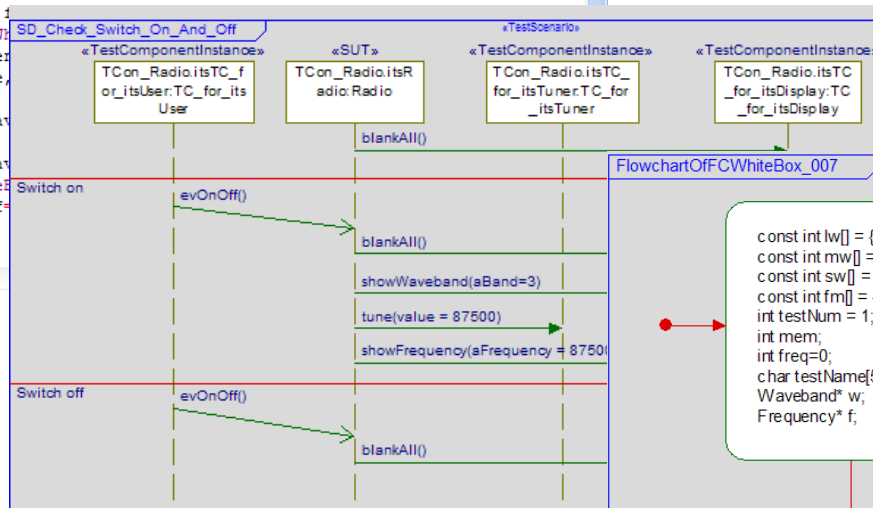 SD_Check_Switch_On_And_Off
«TestScenario»
«TestComponentInstance»
«SUT»
«TestComponentInstance»
«TestComponentInstance»
TCon_Radio.itsTC_f
or_itsUser:TC_for_its
User
TCon_Radio.itsR
adio:Radio
TCon_Radio.itsTC_
for_itsTuner:TC_for
_itsTuner
TCon_Radio.itsTC
_for_itsDisplay:TC
_for_itsDisplay
blankAll()
Switch on
evOnOff()
blankAll()
showWaveband(aBand=3)
tune(value = 87500)
showFrequency(aFrequency = 8750
Switch off
evOnOff()
blankAll()
FlowchartOfFCWhiteBox_007
const int lw[] = {
const int mw[] =
const int sw[] =
const int fm[] =
int testNum = 1;
int mem;
int freq=0;
char testName[5
Waveband* w;
Frequency* f;